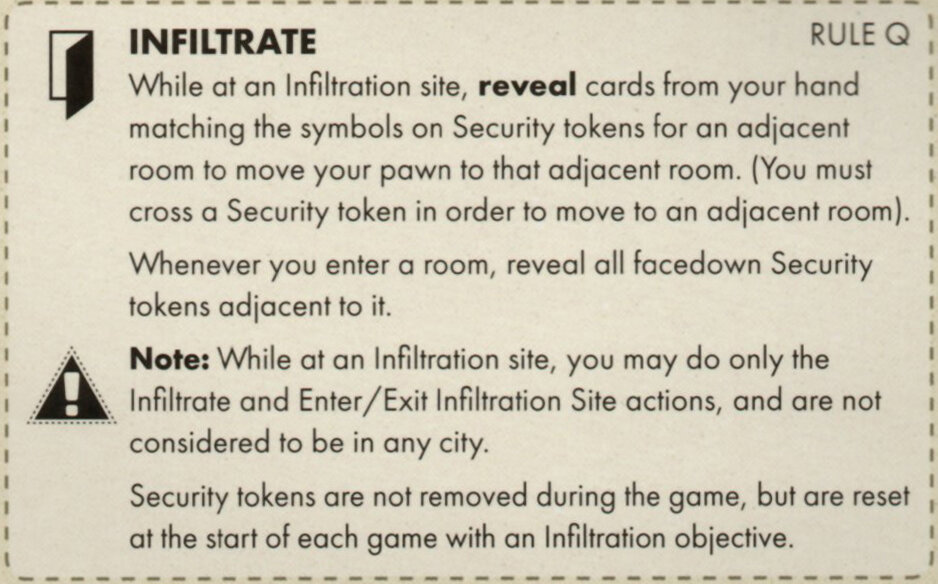 INFILTRATE RULE Q
While at an Infiltration site, reveal cards from your hand
matching the symbols on Security tokens for an adjacent
room to move your pawn to that adjacent room. (You must
cross a Security token in order to move to an adjacent room).
Whenever you enter a room, reveal all facedown Security
tokens adjacent to it.
Note: While at an Infiltration site, you may do only the
Infiltrate and Enter/Exit Infiltration Site actions, and are not
considered to be in any city.
Security tokens are not removed during the game, but are reset
at the start of each game with an Infiltration objective.